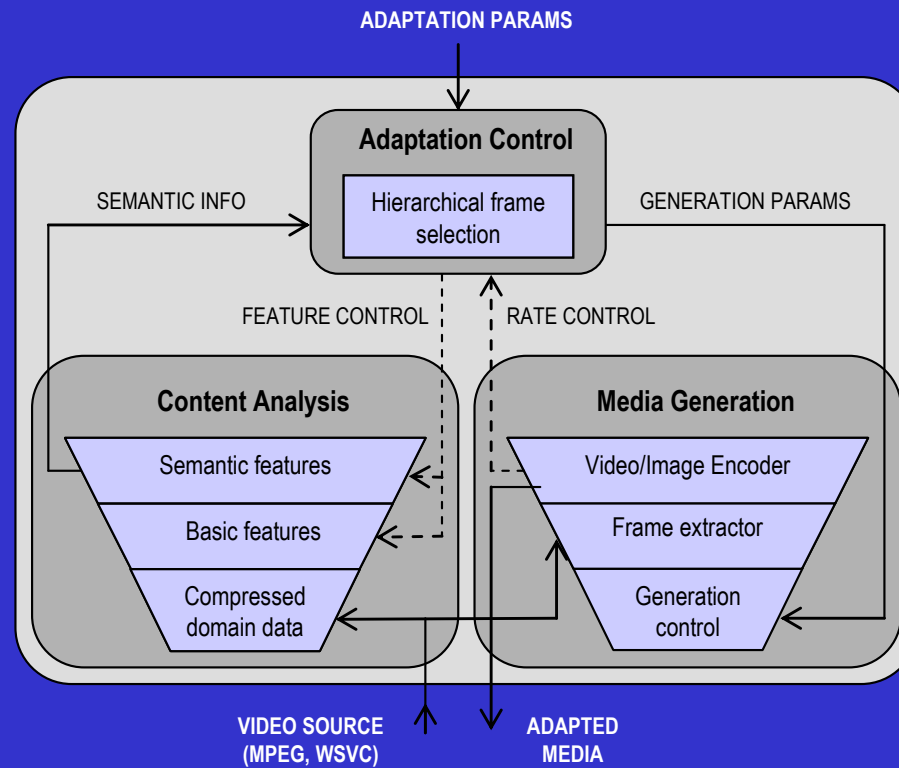 ADAPTATION PARAMS
Adaptation Control
SEMANTIC INFO
Hierarchical frame
selection
GENERATION PARAMS
FEATURE CONTROL
RATE CONTROL
Content Analysis
Semantic features
Basic features
Compressed
domain data
Media Generation
Video/Image Encoder
Frame extractor
Generation
control
VIDEO SOURCE
(MPEG, WSVC)
ADAPTED
MEDIA